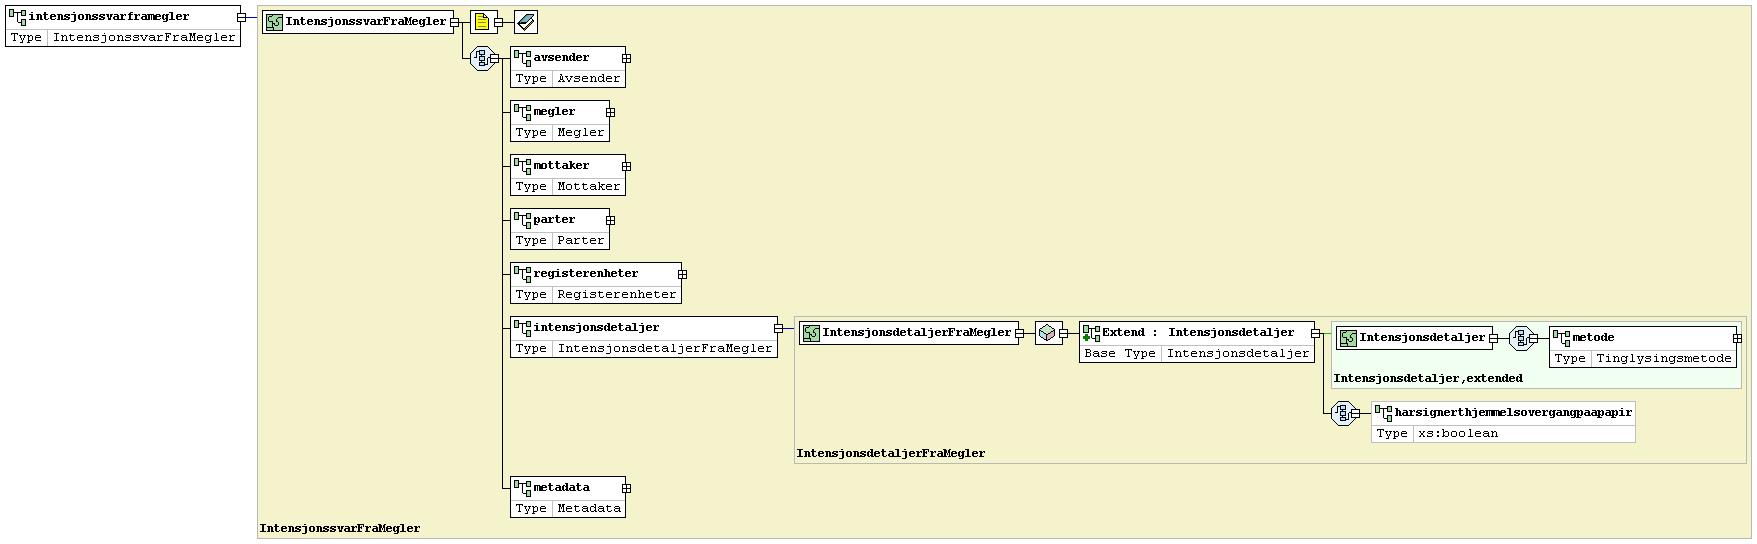 intensjonssvarframegler
Type IntensjonssvarFraMegler
IntensjonssvarFraMegler
avsender
Type Avsender
megler
Type Megler
mottaker
Type Mottaker
parter
Type Parter
registerenheter
Type Registerenheter
intensjonsdetaljer
Type IntensjonsdetaljerFraMegler
IntensjonsdetaljerFraMegler
Extend : Intensjonsdetaljer
Base Type Intensjonsdetaljer
Intensjonsdetaljer
metode
Type Tinglysingsmetode
Intensjonsdetaljer,extended
harsignerthjemmelsovergangpaapapir
Type xs:boolean
IntensjonsdetaljerFraMegler
metadata
Type Metadata
IntensjonssvarFraMegler